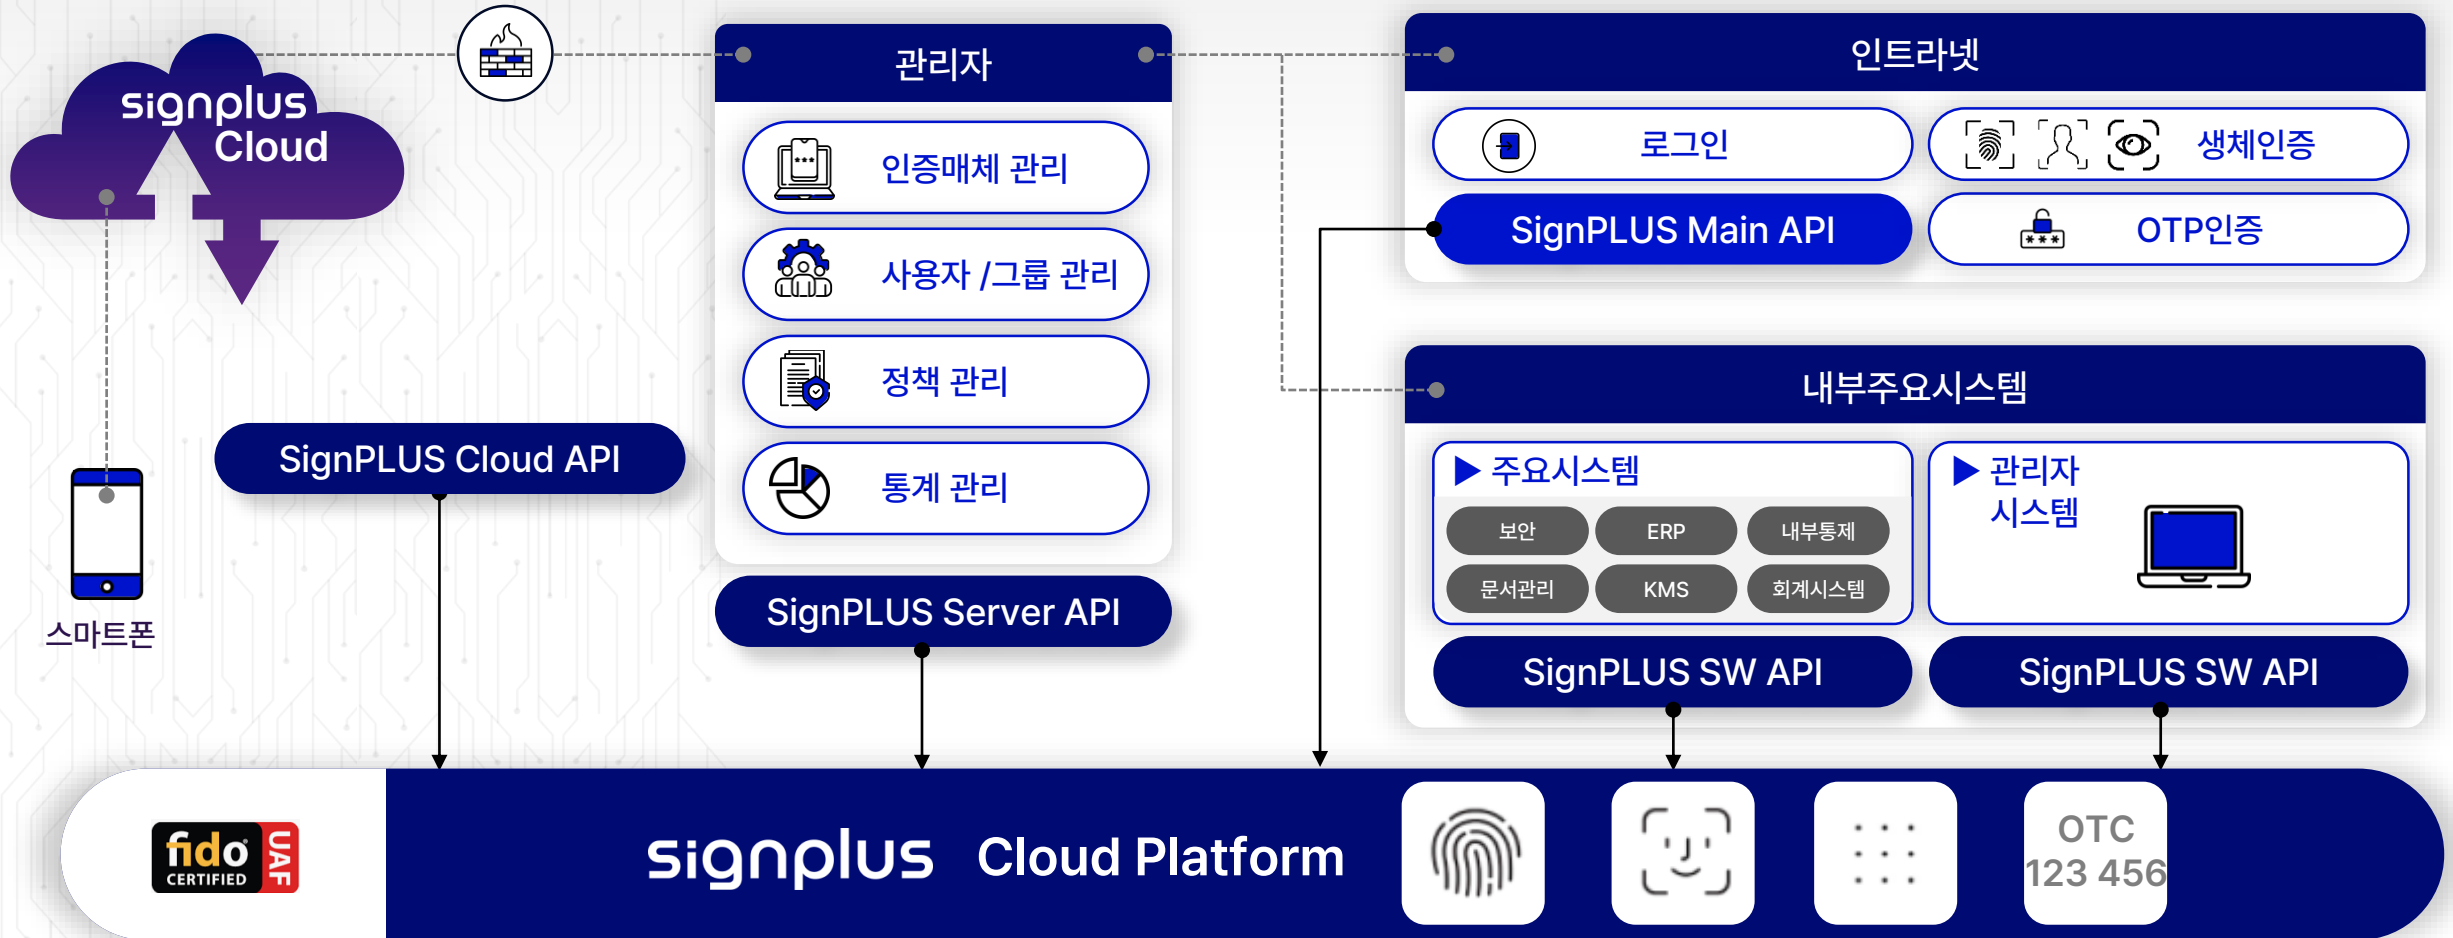 signplus
Cloud
스마트폰
SignPLUS Cloud API
관리자
인증매체 관리
사용자 /그룹 관리
정책 관리
통계 관리
SignPLUS Server API
인트라넷
로그인
생체인증
SignPLUS Main API
OTP인증
내부주요시스템
▶ 주요시스템
보안
ERP
내부통제
문서관리
KMS
회계시스템
▶ 관리자
시스템
SignPLUS SW API
SignPLUS SW API
fido
CERTIFIED
UAF
signplus Cloud Platform
OTC
123 456